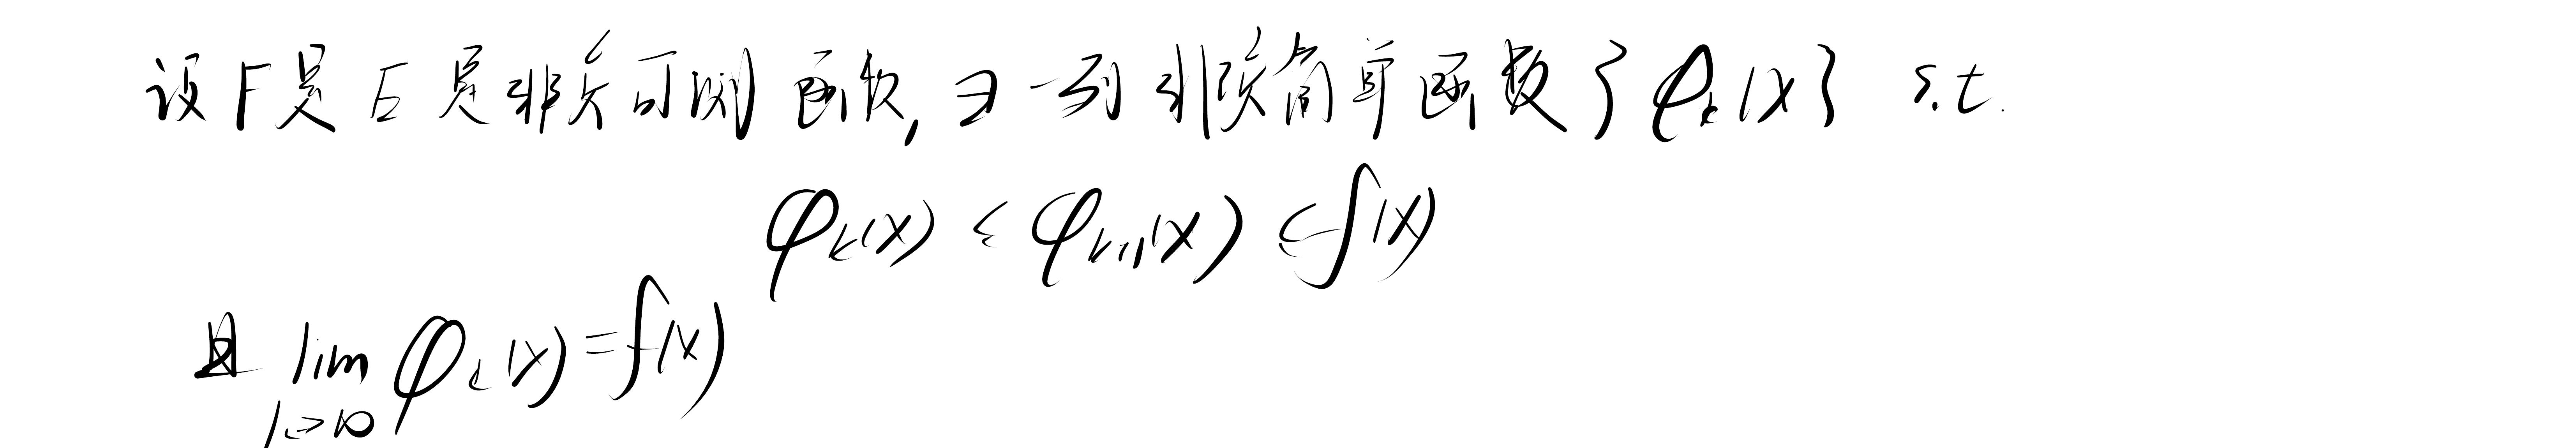 设F是E是非负可测函数,∃一列非负简单函数{φₖ(x} s.t.
φₖ(x) ≤ φₖ₊₁(x) ≤ f(x)
且 lim φₖ(x) = f(x)
k→∞